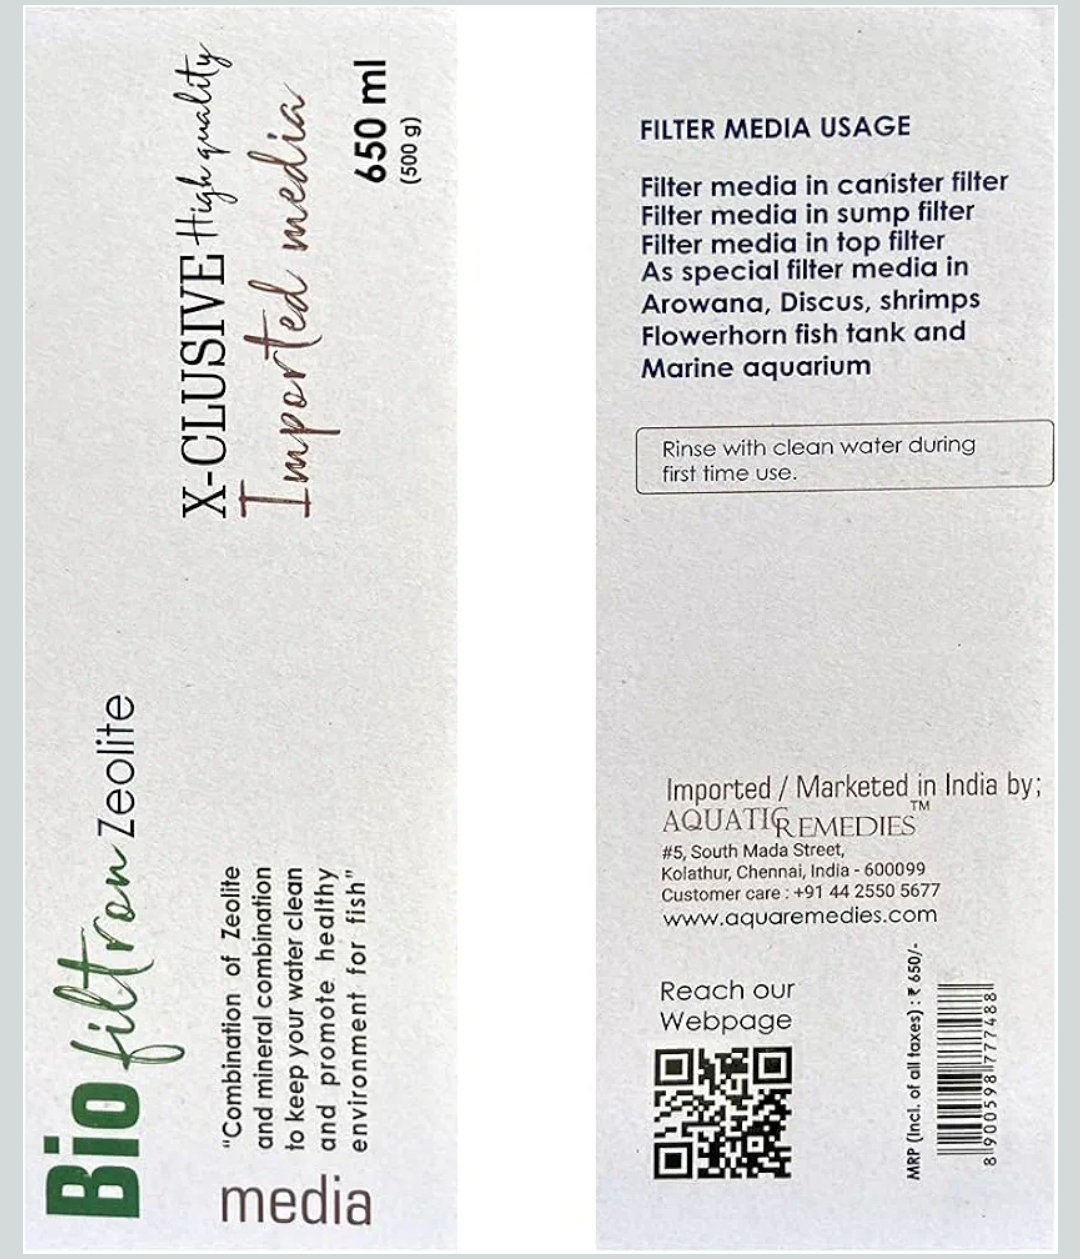 Bio filtron Zeolite
media
"Combination of Zeolite
and mineral combination
to keep your water clean
and promote healthy
environment for fish"
X-CLUSIVE High quality
Imported media
650 ml
(500 g)
FILTER MEDIA USAGE
Filter media in canister filter
Filter media in sump filter
Filter media in top filter
As special filter media in
Arowana, Discus, shrimps
Flowerhorn fish tank and
Marine aquarium
Rinse with clean water during
first time use.
Imported / Marketed in India by;
AQUATIC REMEDIES™
#5, South Mada Street,
Kolathur, Chennai, India - 600099
Customer care : +91 44 2550 5677
www.aquaremedies.com
Reach our
Webpage
MRP (Incl. of all taxes) : ₹ 650/-
8 900598 777488